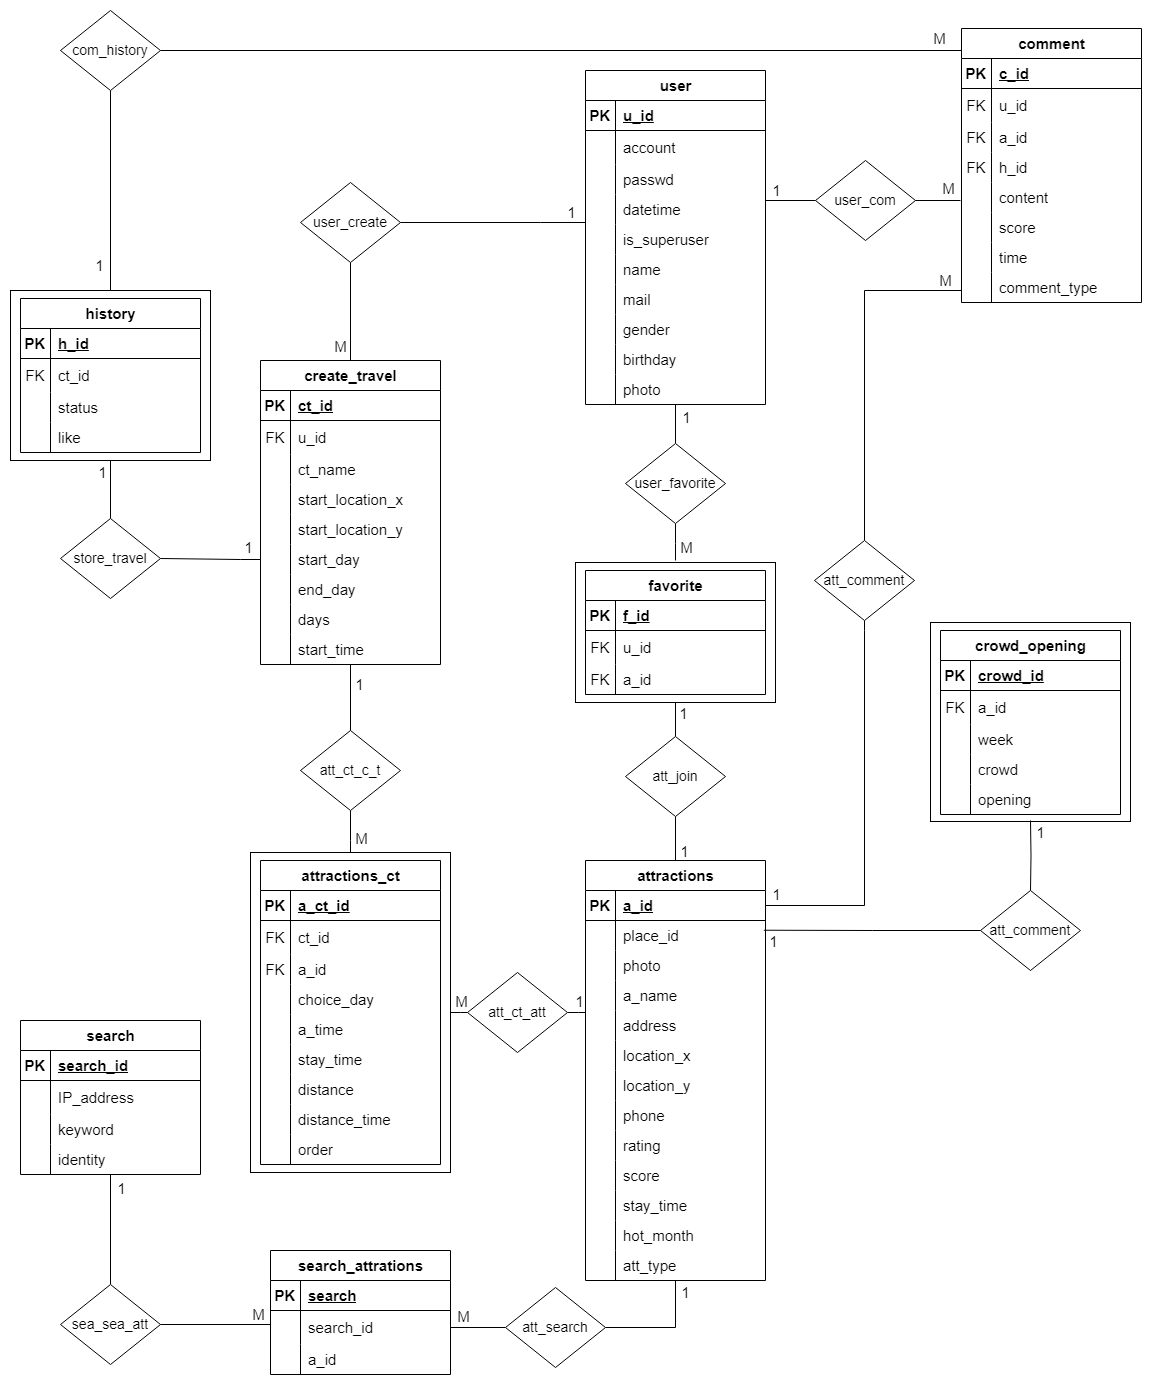 com_history
M
1
comment
PK c_id
FK u_id
FK a_id
FK h_id
content
score
time
comment_type
user
PK u_id
account
passwd
datetime
is_superuser
name
mail
gender
birthday
photo
1
user_com
M
user_create
1
M
M
history
PK h_id
FK ct_id
status
like
1
store_travel
1
create_travel
PK ct_id
FK u_id
ct_name
start_location_x
start_location_y
start_day
end_day
days
start_time
1
user_favorite
M
favorite
PK f_id
FK u_id
FK a_id
att_comment
crowd_opening
PK crowd_id
FK a_id
week
crowd
opening
1
att_ct_c_t
M
1
att_join
1
1
att_comment
attractions_ct
PK a_ct_id
FK ct_id
FK a_id
choice_day
a_time
stay_time
distance
distance_time
order
attractions
PK a_id
place_id
photo
a_name
address
location_x
location_y
phone
rating
score
stay_time
hot_month
att_type
1
1
M
att_ct_att
1
search
PK search_id
IP_address
keyword
identity
1
sea_sea_att
M
search_attrations
PK search
search_id
a_id
M
att_search
1